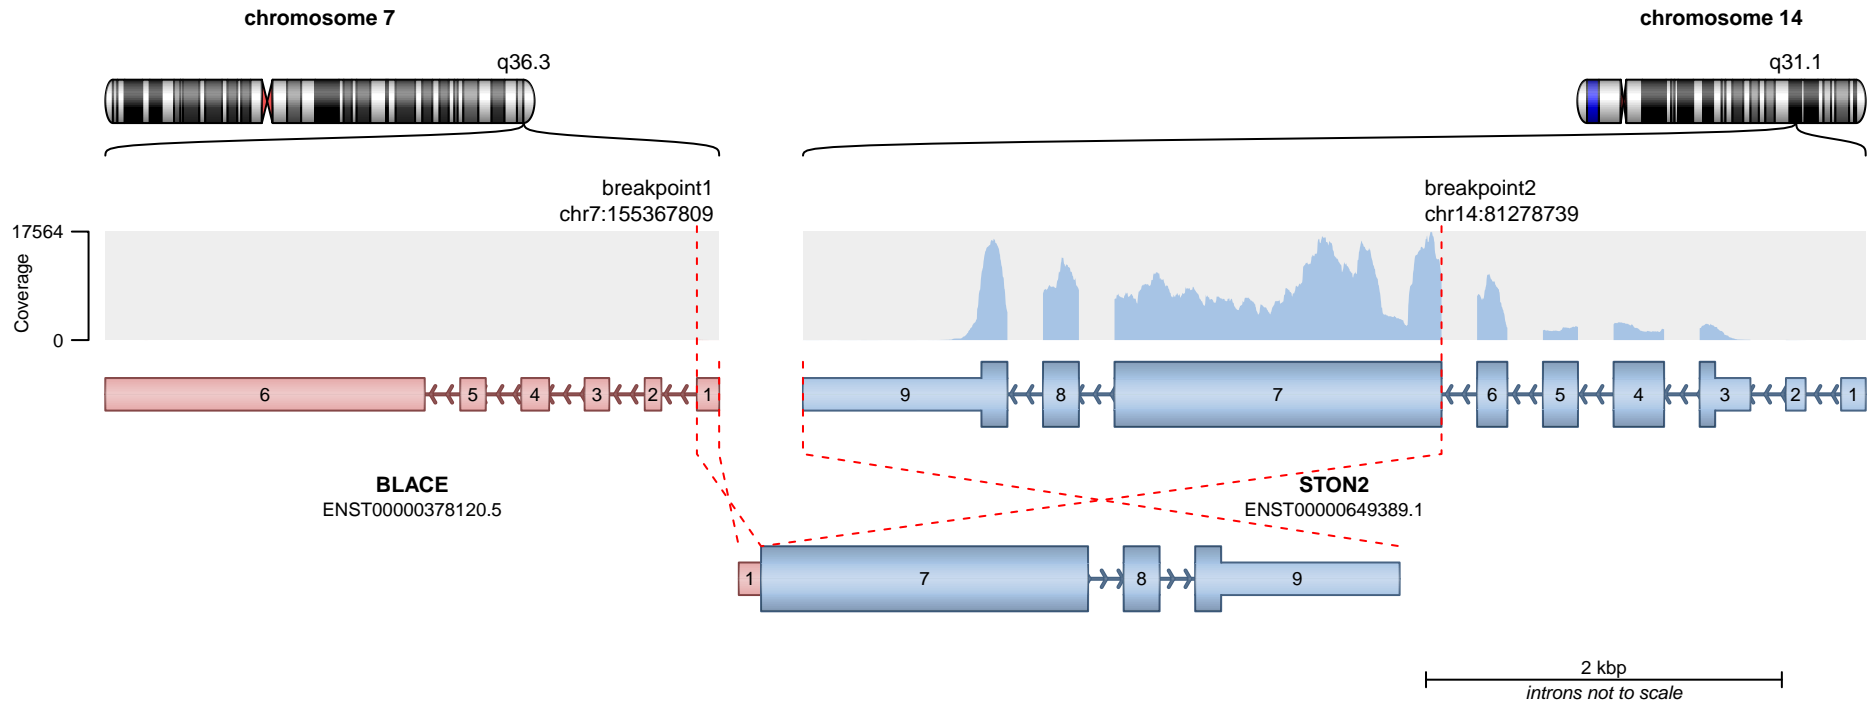 chromosome 7
chromosome 14
q36.3
q31.1
breakpoint1
chr7:155367809
breakpoint2
chr14:81278739
17564
Coverage
0
6
5
4
3
2
1
9
8
7
6
5
4
3
2
1
BLACE
ENST00000378120.5
STON2
ENST00000649389.1
1
7
8
9
2 kbp
introns not to scale